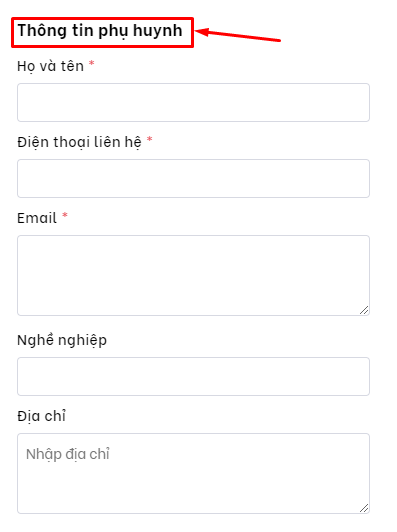 Thông tin phụ huynh
Họ và tên *
Điện thoại liên hệ *
Email *
Nghề nghiệp
Địa chỉ
Nhập địa chỉ